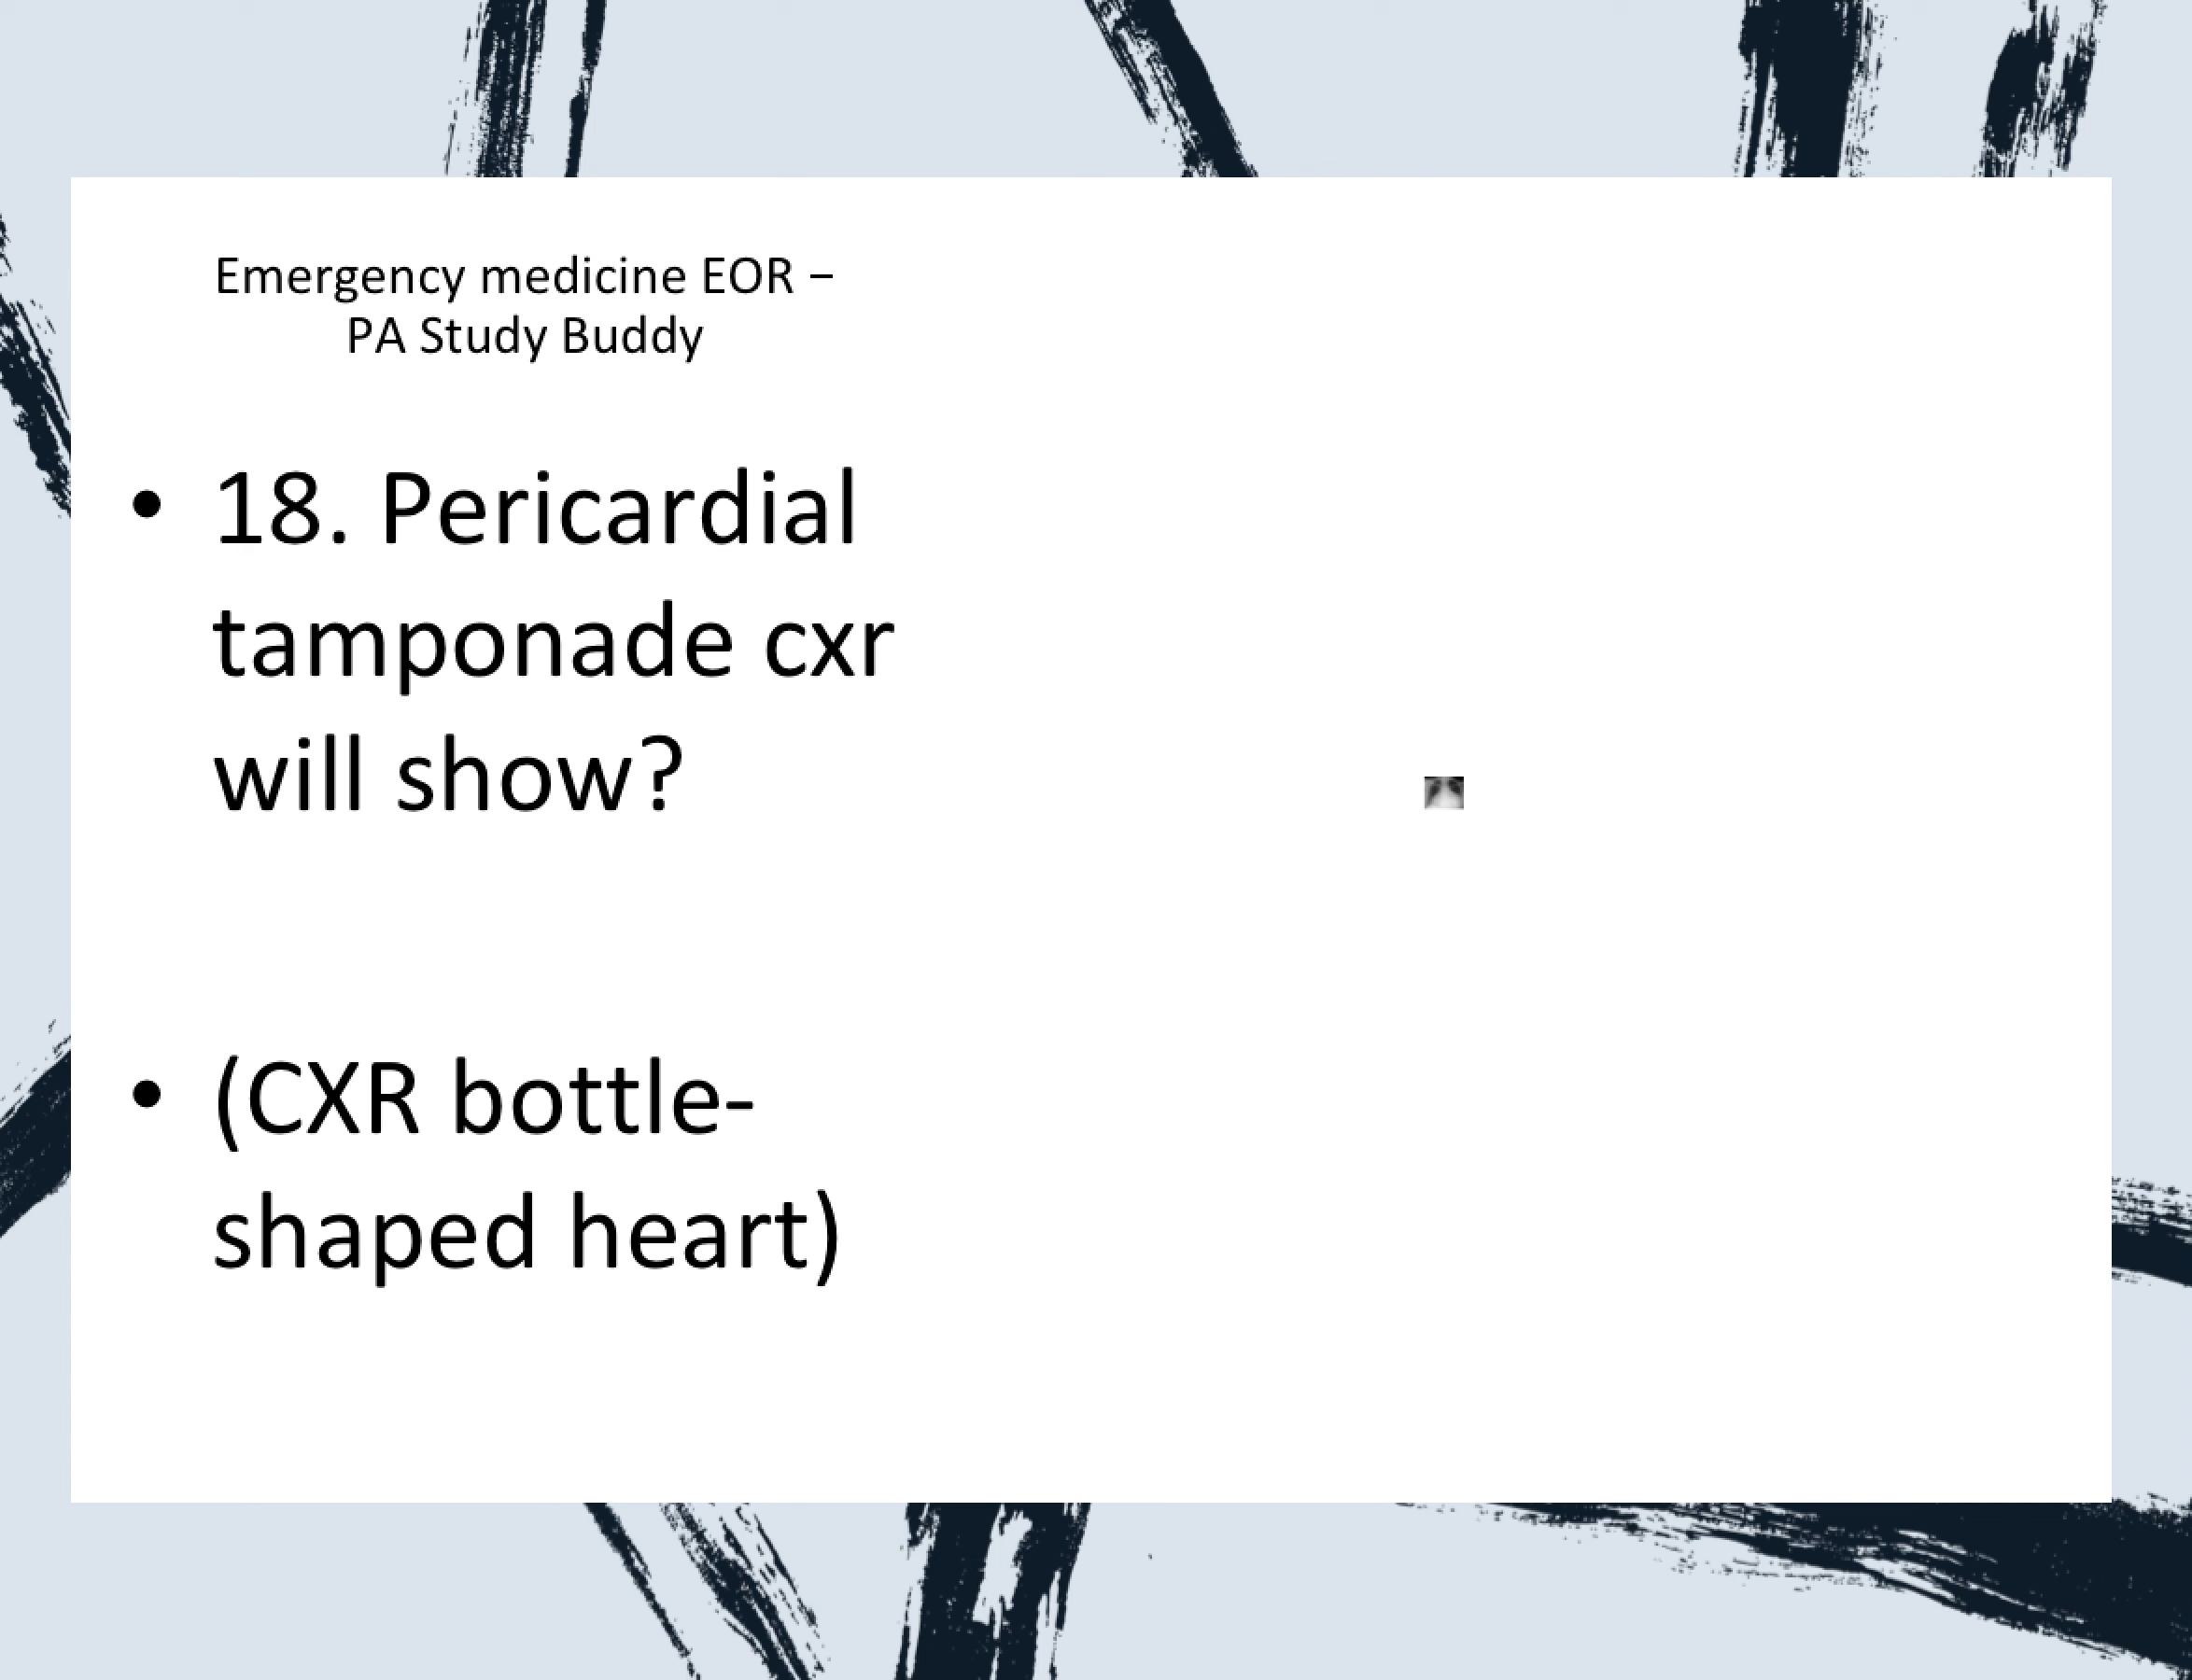 Emergency medicine EOR –
PA Study Buddy
• 18. Pericardial
tamponade cxr
will show?
• (CXR bottle-
shaped heart)